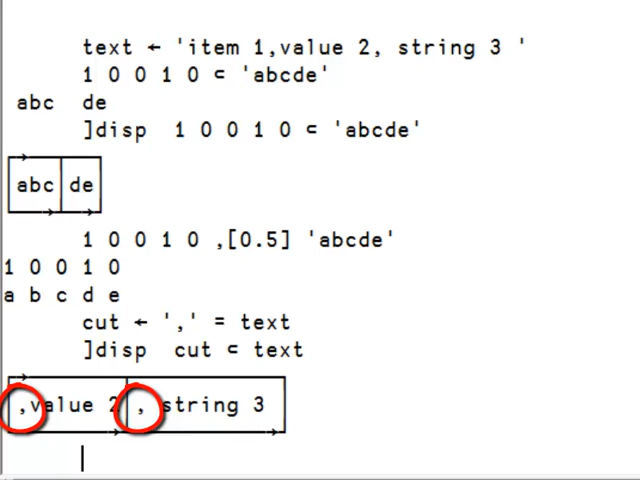 text ← 'item 1,value 2, string 3 '
1 0 0 1 0 ⊂ 'abcde'
abc de
]disp 1 0 0 1 0 ⊂ 'abcde'
abc de
1 0 0 1 0 ,[0.5] 'abcde'
1 0 0 1 0
a b c d e
cut ← ',' = text
]disp cut ⊂ text
,value 2 , string 3